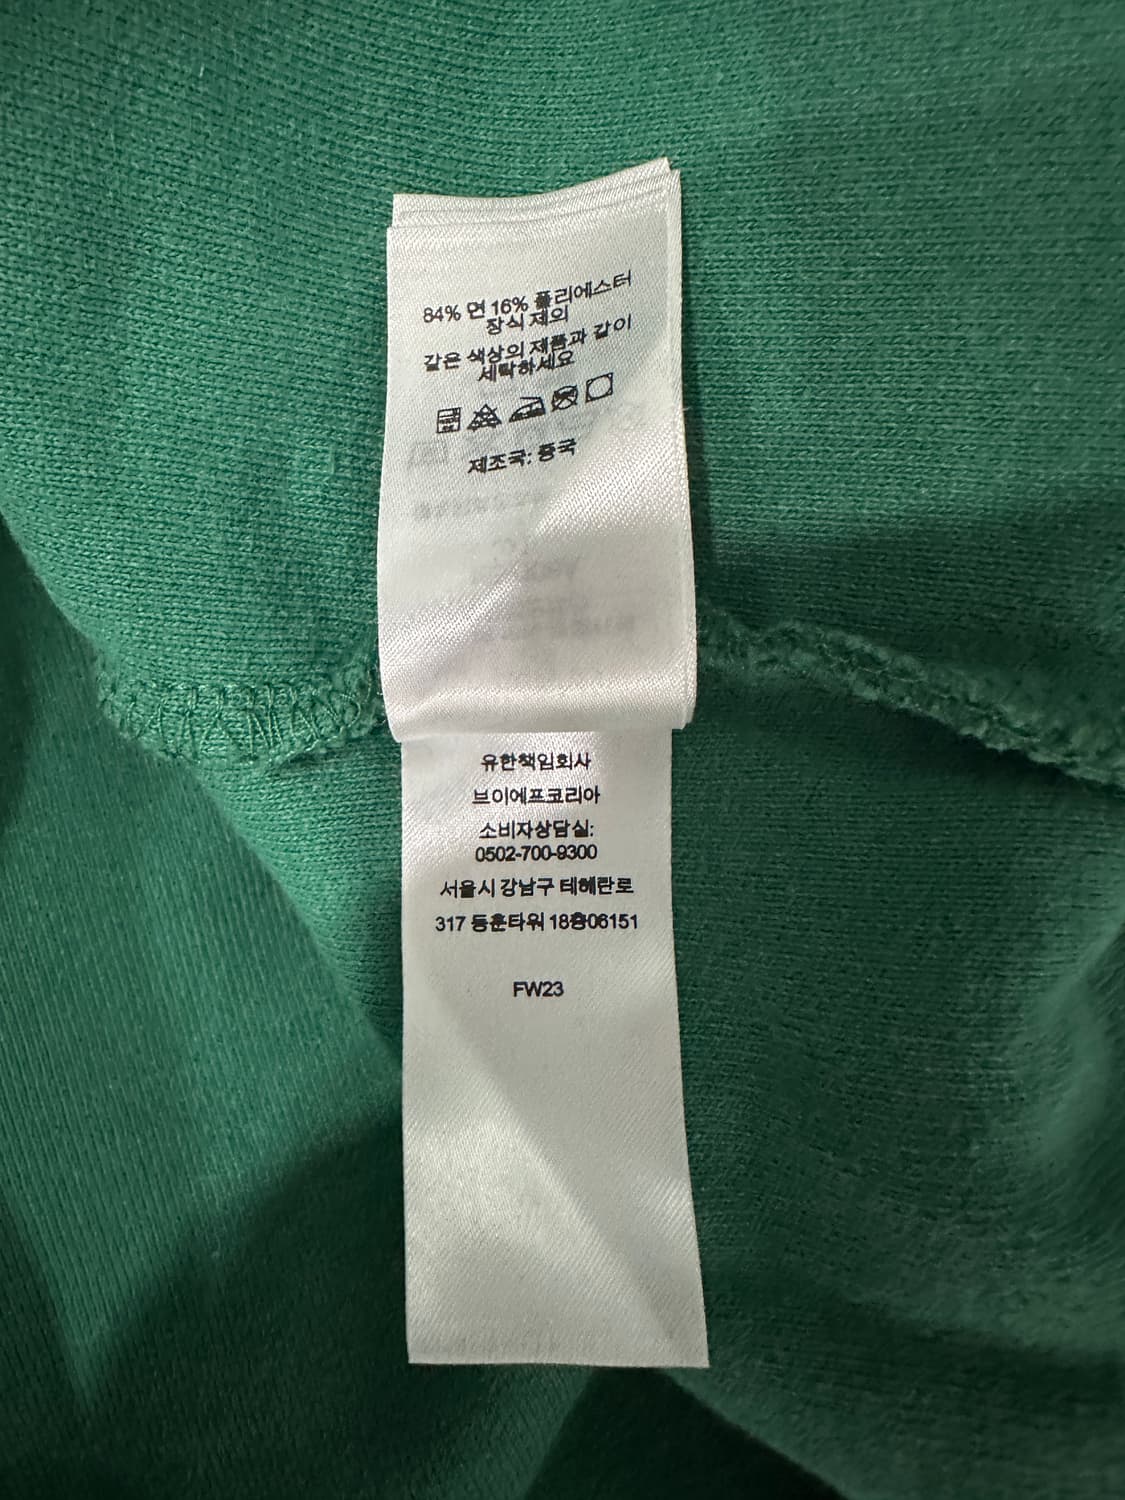 84% 면 16% 폴리에스터
장식 제외
같은 색상의 제품과 같이
세탁하세요
제조국: 중국
유한책임회사
브이에프코리아
소비자상담실:
0502-700-9300
서울시 강남구 테헤란로
317 동훈타워 18층06151
FW23